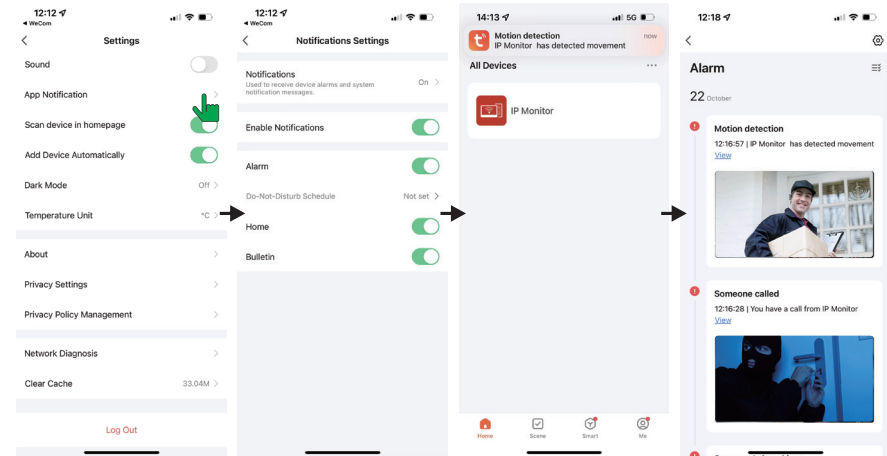 12:12
WeCom
Settings
Sound
App Notification
Scan device in homepage
Add Device Automatically
Dark Mode
Off
Temperature Unit
°C
About
Privacy Settings
Privacy Policy Management
Network Diagnosis
Clear Cache
33.04M
Log Out
12:12
WeCom
Notifications Settings
Notifications
Used to receive device alarms and system
notification messages.
On
Enable Notifications
Alarm
Do-Not-Disturb Schedule
Not set
Home
Bulletin
14:13
5G
Motion detection
now
IP Monitor has detected movement
All Devices
IP Monitor
Home
Scene
Smart
Me
12:18
Alarm
22 October
Motion detection
12:16:57 | IP Monitor has detected movement
View
Someone called
12:16:28 | You have a call from IP Monitor
View